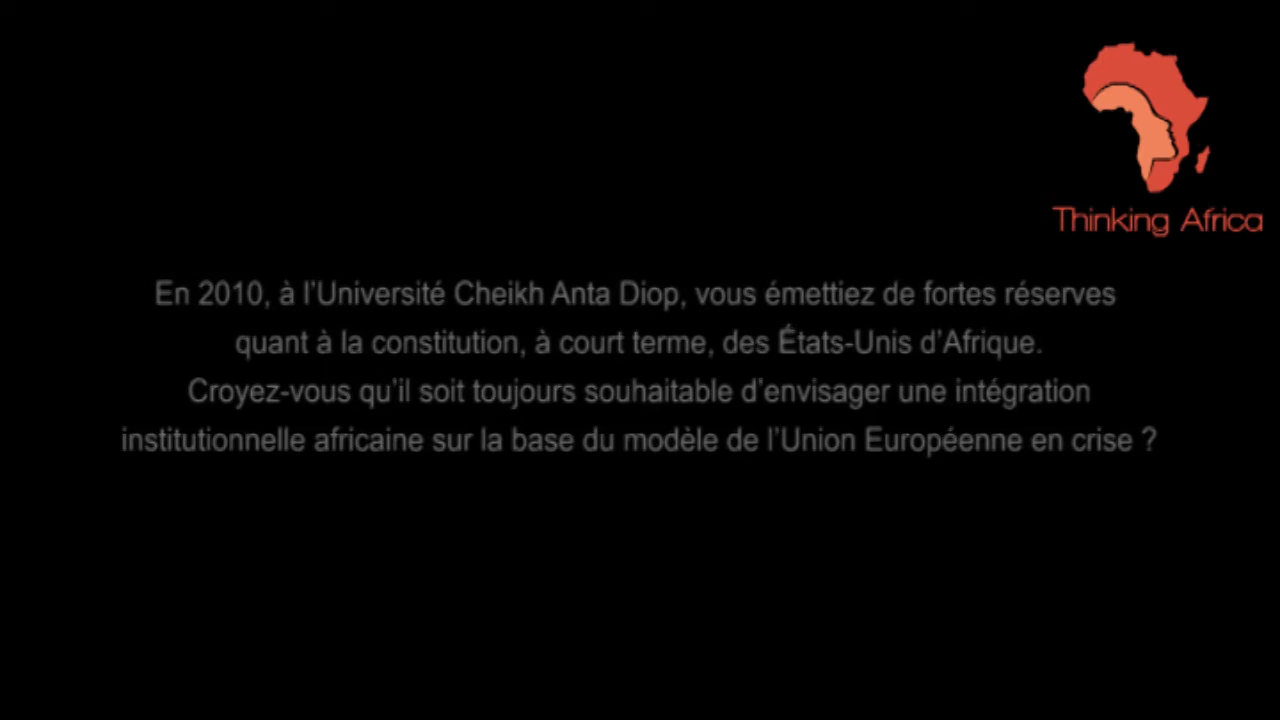 Thinking Africa
En 2010, à l'Université Cheikh Anta Diop, vous émettiez de fortes réserves
quant à la constitution, à court terme, des États-Unis d'Afrique.
Croyez-vous qu'il soit toujours souhaitable d'envisager une intégration
institutionnelle africaine sur la base du modèle de l'Union Européenne en crise ?